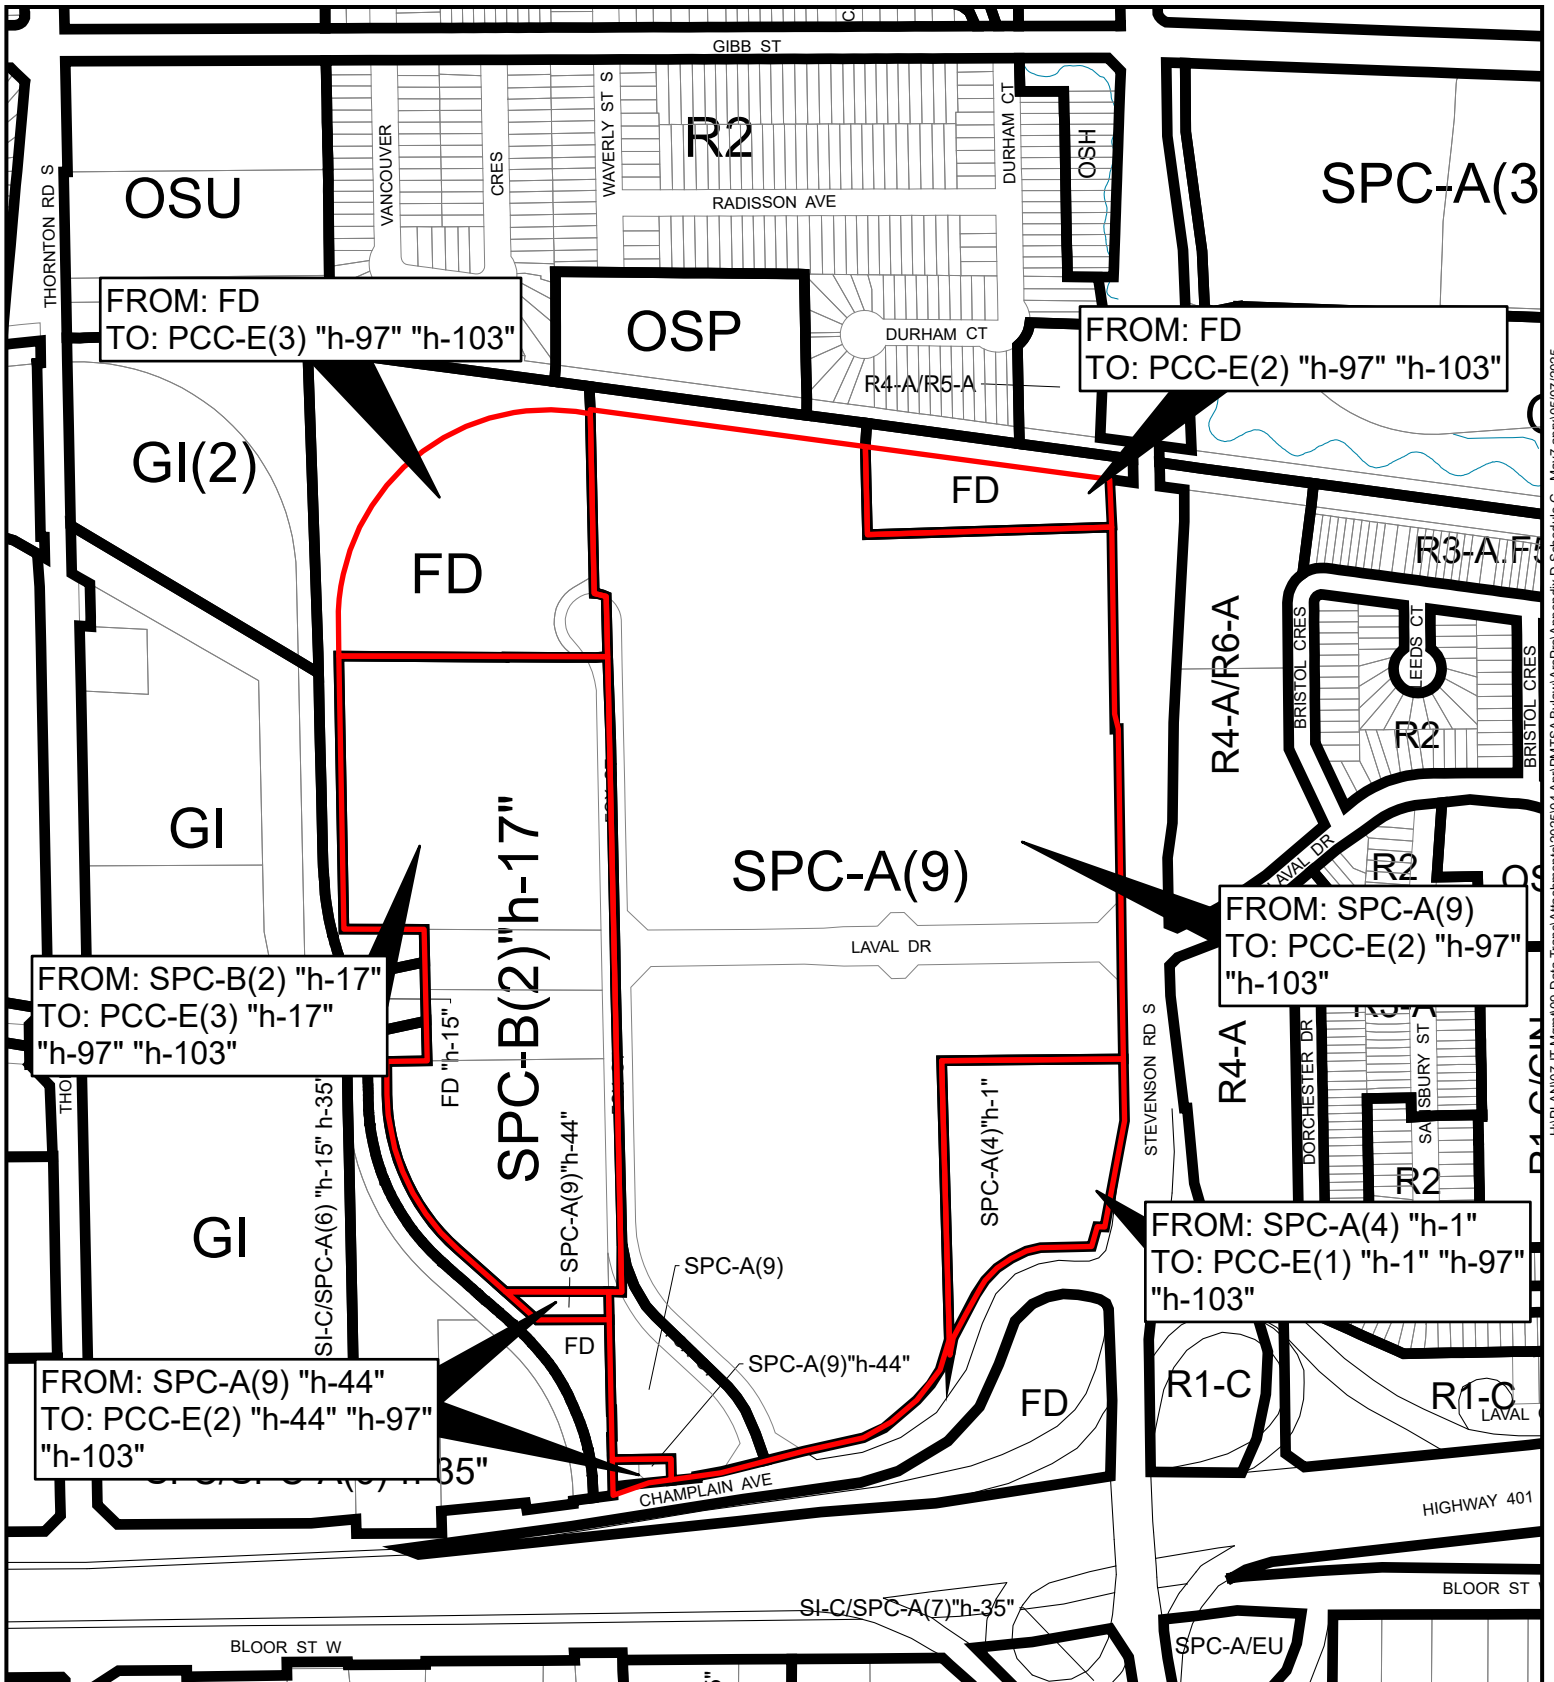 GIBB ST
R2
OSU
OSH
SPC-A(3
THORNTON RD S
VANCOUVER
CRES
WAVERLY ST S
DURHAM CT
RADISSON AVE
FROM: FD
TO: PCC-E(3) "h-97" "h-103"
OSP
DURHAM CT
R4-A/R5-A
FROM: FD
TO: PCC-E(2) "h-97" "h-103"
GI(2)
FD
FD
R3-A.F5
R4-A/R6-A
BRISTOL CRES
LEEDS CT
R2
BRISTOL CRES
GI
SPC-B(2)"h-17"
SPC-A(9)
LAVAL DR
LAVAL DR
R2
FROM: SPC-A(9)
TO: PCC-E(2) "h-97"
"h-103"
FROM: SPC-B(2) "h-17"
TO: PCC-E(3) "h-17"
"h-97" "h-103"
FD "h-15"
STEVENSON RD S
R4-A
DORCHESTER DR
R2
SI-C/SPC-A(6) "h-15" h-35"
GI
SPC-A(9)"h-44"
SPC-A(4)"h-1"
FROM: SPC-A(4) "h-1"
TO: PCC-E(1) "h-1" "h-97"
"h-103"
SPC-A(9)
FD
SPC-A(9)"h-44"
FROM: SPC-A(9) "h-44"
TO: PCC-E(2) "h-44" "h-97"
"h-103"
FD
R1-C
R1-C
LAVAL
CHAMPLAIN AVE
HIGHWAY 401
BLOOR ST
SI-C/SPC-A(7)"h-35"
BLOOR ST W
SPC-A/EU